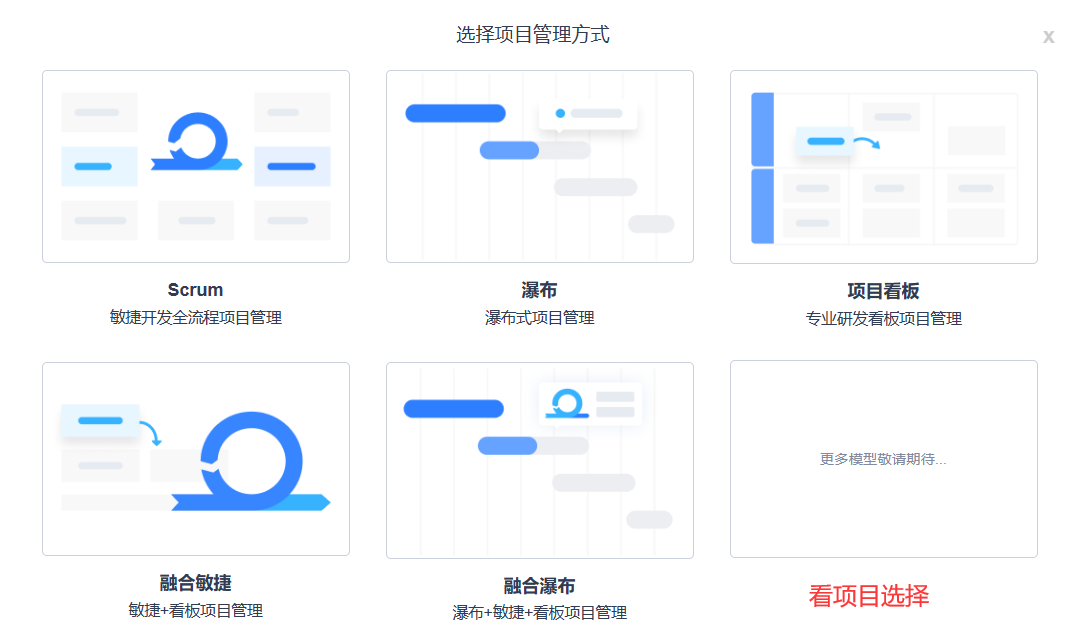 选择项目管理方式
x
Scrum
敏捷开发全流程项目管理
瀑布
瀑布式项目管理
项目看板
专业研发看板项目管理
融合敏捷
敏捷+看板项目管理
融合瀑布
瀑布+敏捷+看板项目管理
更多模型敬请期待...
看项目选择